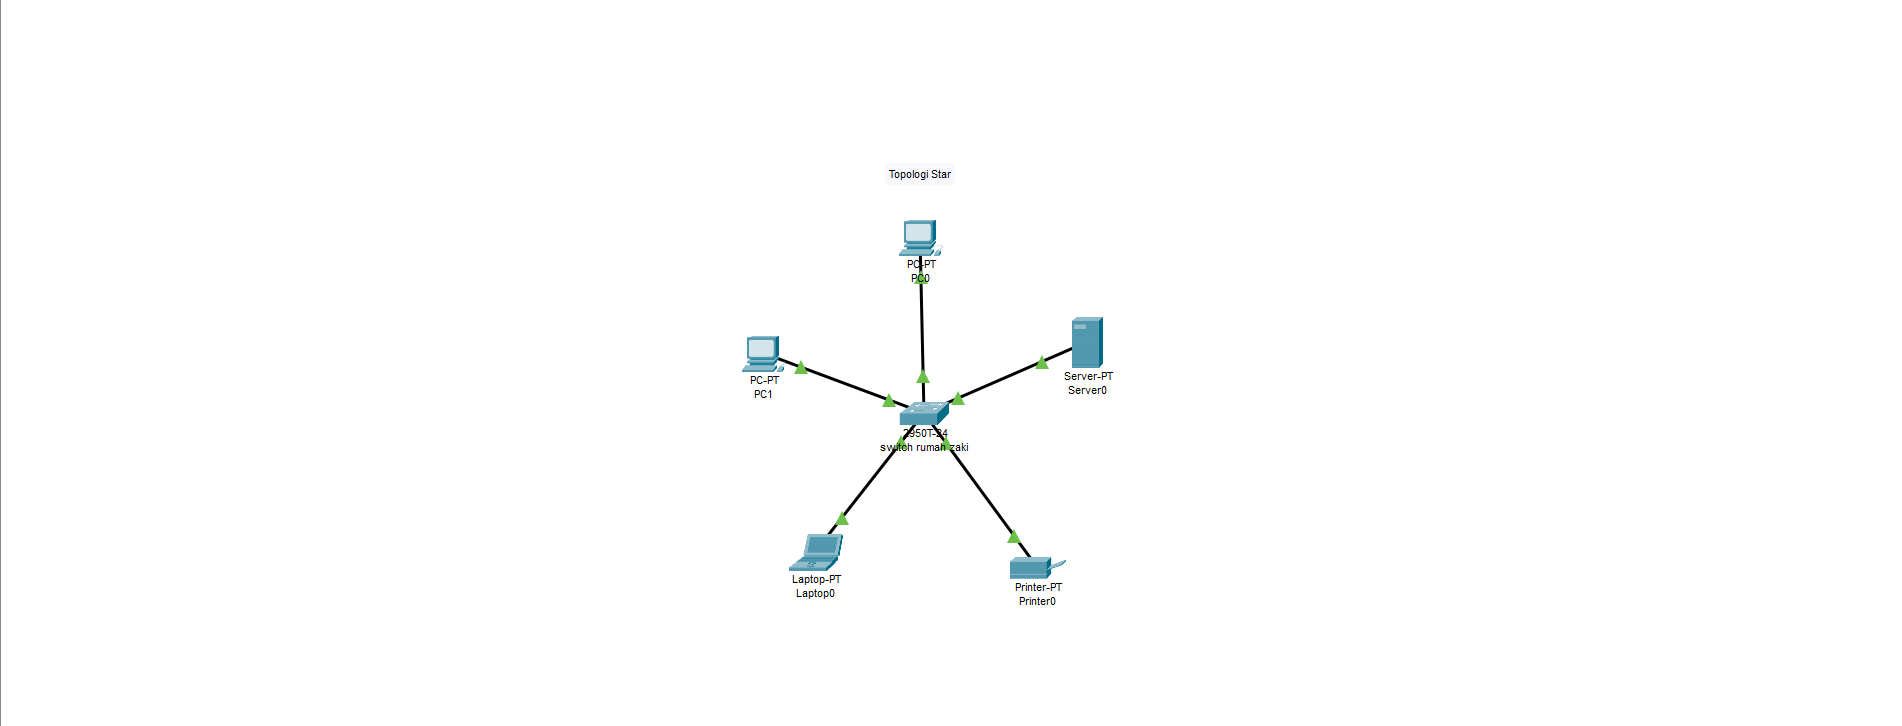 Topologi Star
PC-PT
PC0
Server-PT
Server0
PC-PT
PC1
2950T-24
switch rumah zaki
Laptop-PT
Laptop0
Printer-PT
Printer0